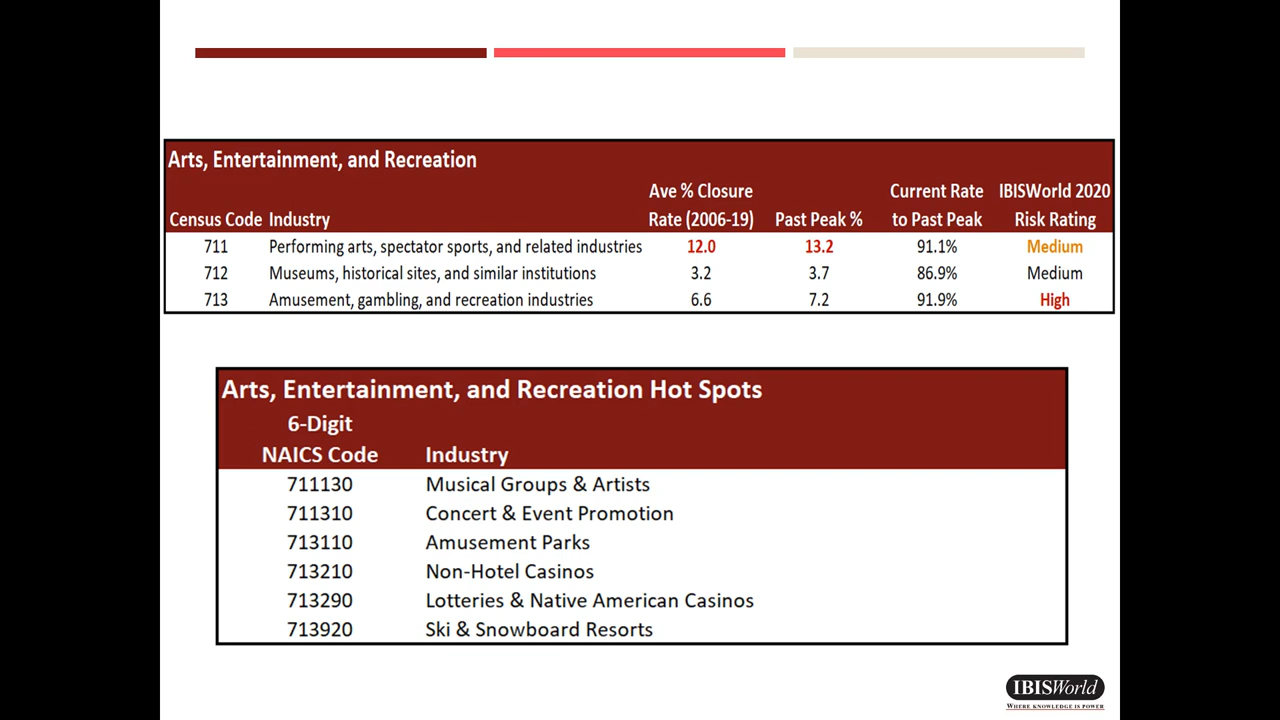 Arts, Entertainment, and Recreation
Ave % Closure Current Rate IBISWorld 2020
Census Code Industry Rate (2006-19) Past Peak % to Past Peak Risk Rating
711 Performing arts, spectator sports, and related industries 12.0 13.2 91.1% Medium
712 Museums, historical sites, and similar institutions 3.2 3.7 86.9% Medium
713 Amusement, gambling, and recreation industries 6.6 7.2 91.9% High
Arts, Entertainment, and Recreation Hot Spots
6-Digit
NAICS Code Industry
711130 Musical Groups & Artists
711310 Concert & Event Promotion
713110 Amusement Parks
713210 Non-Hotel Casinos
713290 Lotteries & Native American Casinos
713920 Ski & Snowboard Resorts
IBISWorld
WHERE KNOWLEDGE IS POWER